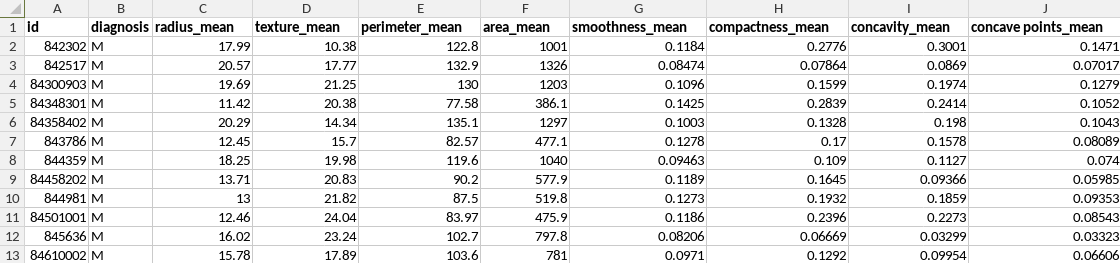 A B C D E F G H I J
1 id diagnosis radius_mean texture_mean perimeter_mean area_mean smoothness_mean compactness_mean concavity_mean concave points_mean
2 842302 M 17.99 10.38 122.8 1001 0.1184 0.2776 0.3001 0.1471
3 842517 M 20.57 17.77 132.9 1326 0.08474 0.07864 0.0869 0.07017
4 84300903 M 19.69 21.25 130 1203 0.1096 0.1599 0.1974 0.1279
5 84348301 M 11.42 20.38 77.58 386.1 0.1425 0.2839 0.2414 0.1052
6 84358402 M 20.29 14.34 135.1 1297 0.1003 0.1328 0.198 0.1043
7 843786 M 12.45 15.7 82.57 477.1 0.1278 0.17 0.1578 0.08089
8 844359 M 18.25 19.98 119.6 1040 0.09463 0.109 0.1127 0.074
9 84458202 M 13.71 20.83 90.2 577.9 0.1189 0.1645 0.09366 0.05985
10 844981 M 13 21.82 87.5 519.8 0.1273 0.1932 0.1859 0.09353
11 84501001 M 12.46 24.04 83.97 475.9 0.1186 0.2396 0.2273 0.08543
12 845636 M 16.02 23.24 102.7 797.8 0.08206 0.06669 0.03299 0.03323
13 84610002 M 15.78 17.89 103.6 781 0.0971 0.1292 0.09954 0.06606